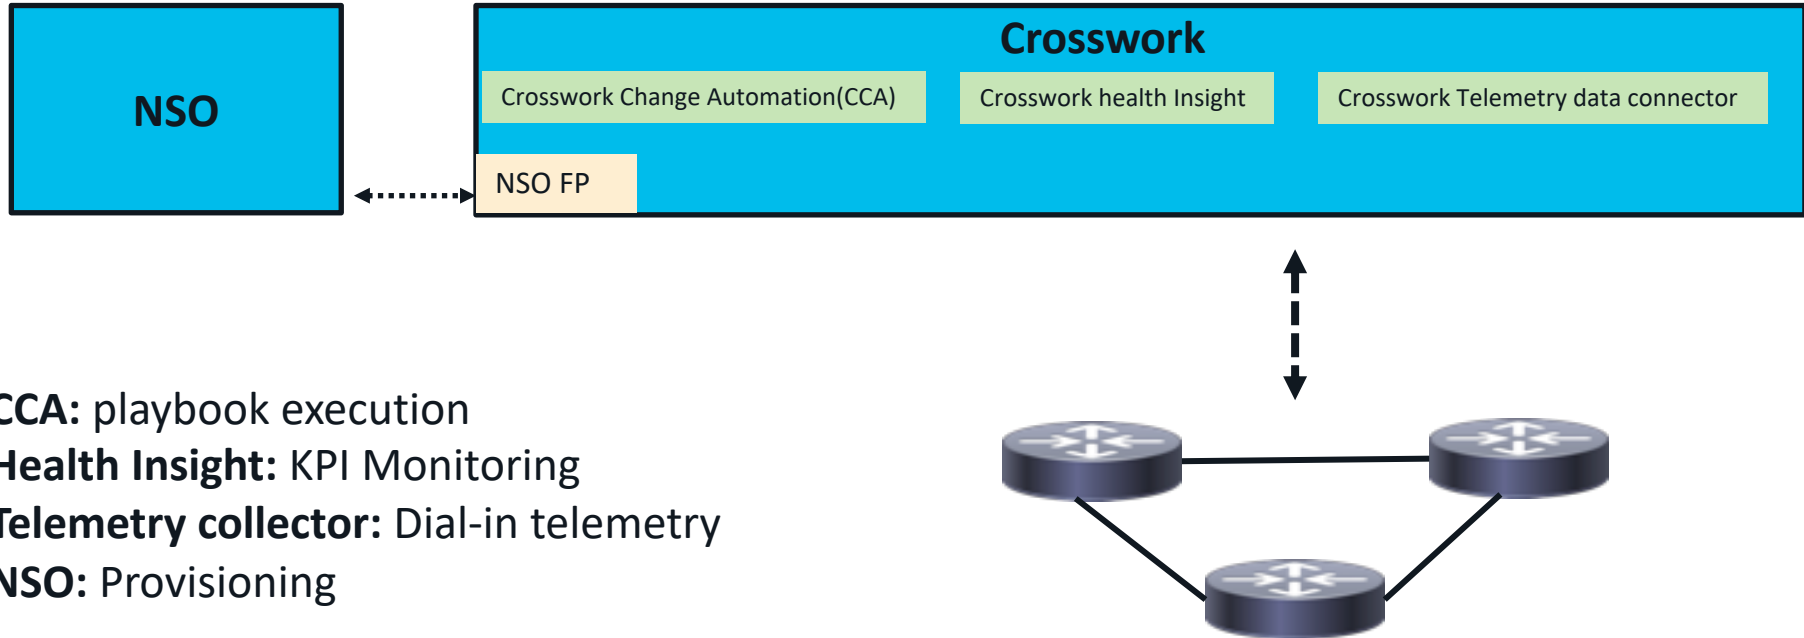 NSO
Crosswork
Crosswork Change Automation(CCA)
Crosswork health Insight
Crosswork Telemetry data connector
NSO FP
CCA: playbook execution
Health Insight: KPI Monitoring
Telemetry collector: Dial-in telemetry
NSO: Provisioning